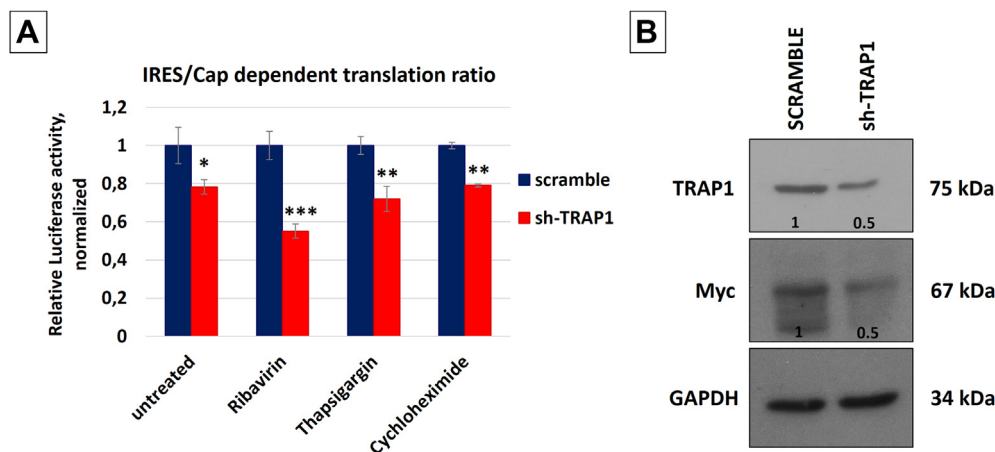 A
IRES/Cap dependent translation ratio
Relative Luciferase activity,
normalized
1,2
1
0,8
0,6
0,4
0,2
0
*
***
**
**
untreated
Ribavirin
Thapsigargin
Cychloheximide
scramble
sh-TRAP1
B
SCRAMBLE
sh-TRAP1
TRAP1
1 0.5
75 kDa
Myc
1 0.5
67 kDa
GAPDH
34 kDa